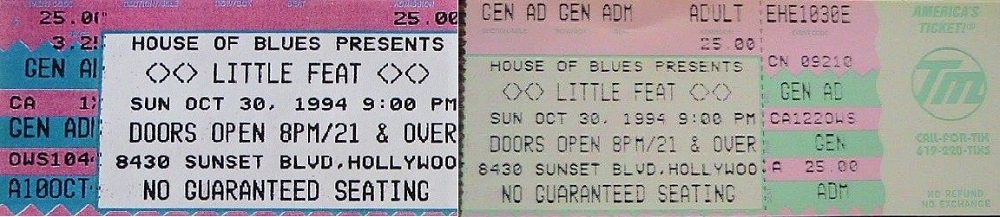 25.00
25.00
3.25
HOUSE OF BLUES PRESENTS
GEN
<><> LITTLE FEAT <><>
CA
SUN OCT 30, 1994 9:00 PM
GEN
DOORS OPEN 8PM/21 & OVER
8430 SUNSET BLVD,HOLLYWOO
A10OCT
NO GUARANTEED SEATING
GEN AD GEN ADM ADULT
25.00
HOUSE OF BLUES PRESENTS
<><> LITTLE FEAT <><>
SUN OCT 30, 1994 9:00 PM
DOORS OPEN 8PM/21 & OVER
8430 SUNSET BLVD,HOLLYWOO
NO GUARANTEED SEATING
EHE1030E
CN 09210
GEN AD
CA122OWS
GEN
A 25.00
ADM
AMERICA'S
TICKET!
TM
CALL-FOR-TIX
619-220-TIXS
NO REFUND
NO EXCHANGE